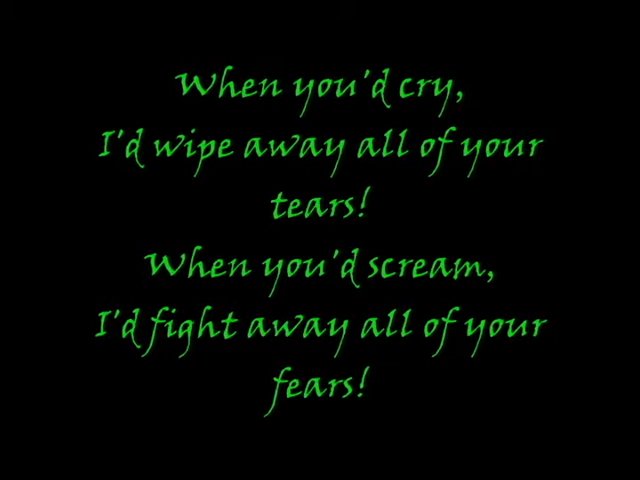 When you'd cry,
I'd wipe away all of your
tears!
When you'd scream,
I'd fight away all of your
fears!